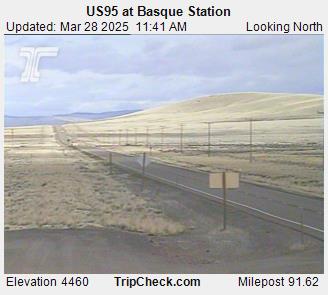 US95 at Basque Station
Updated: Mar 28 2025 11:41 AM Looking North
Elevation 4460 TripCheck.com Milepost 91.62